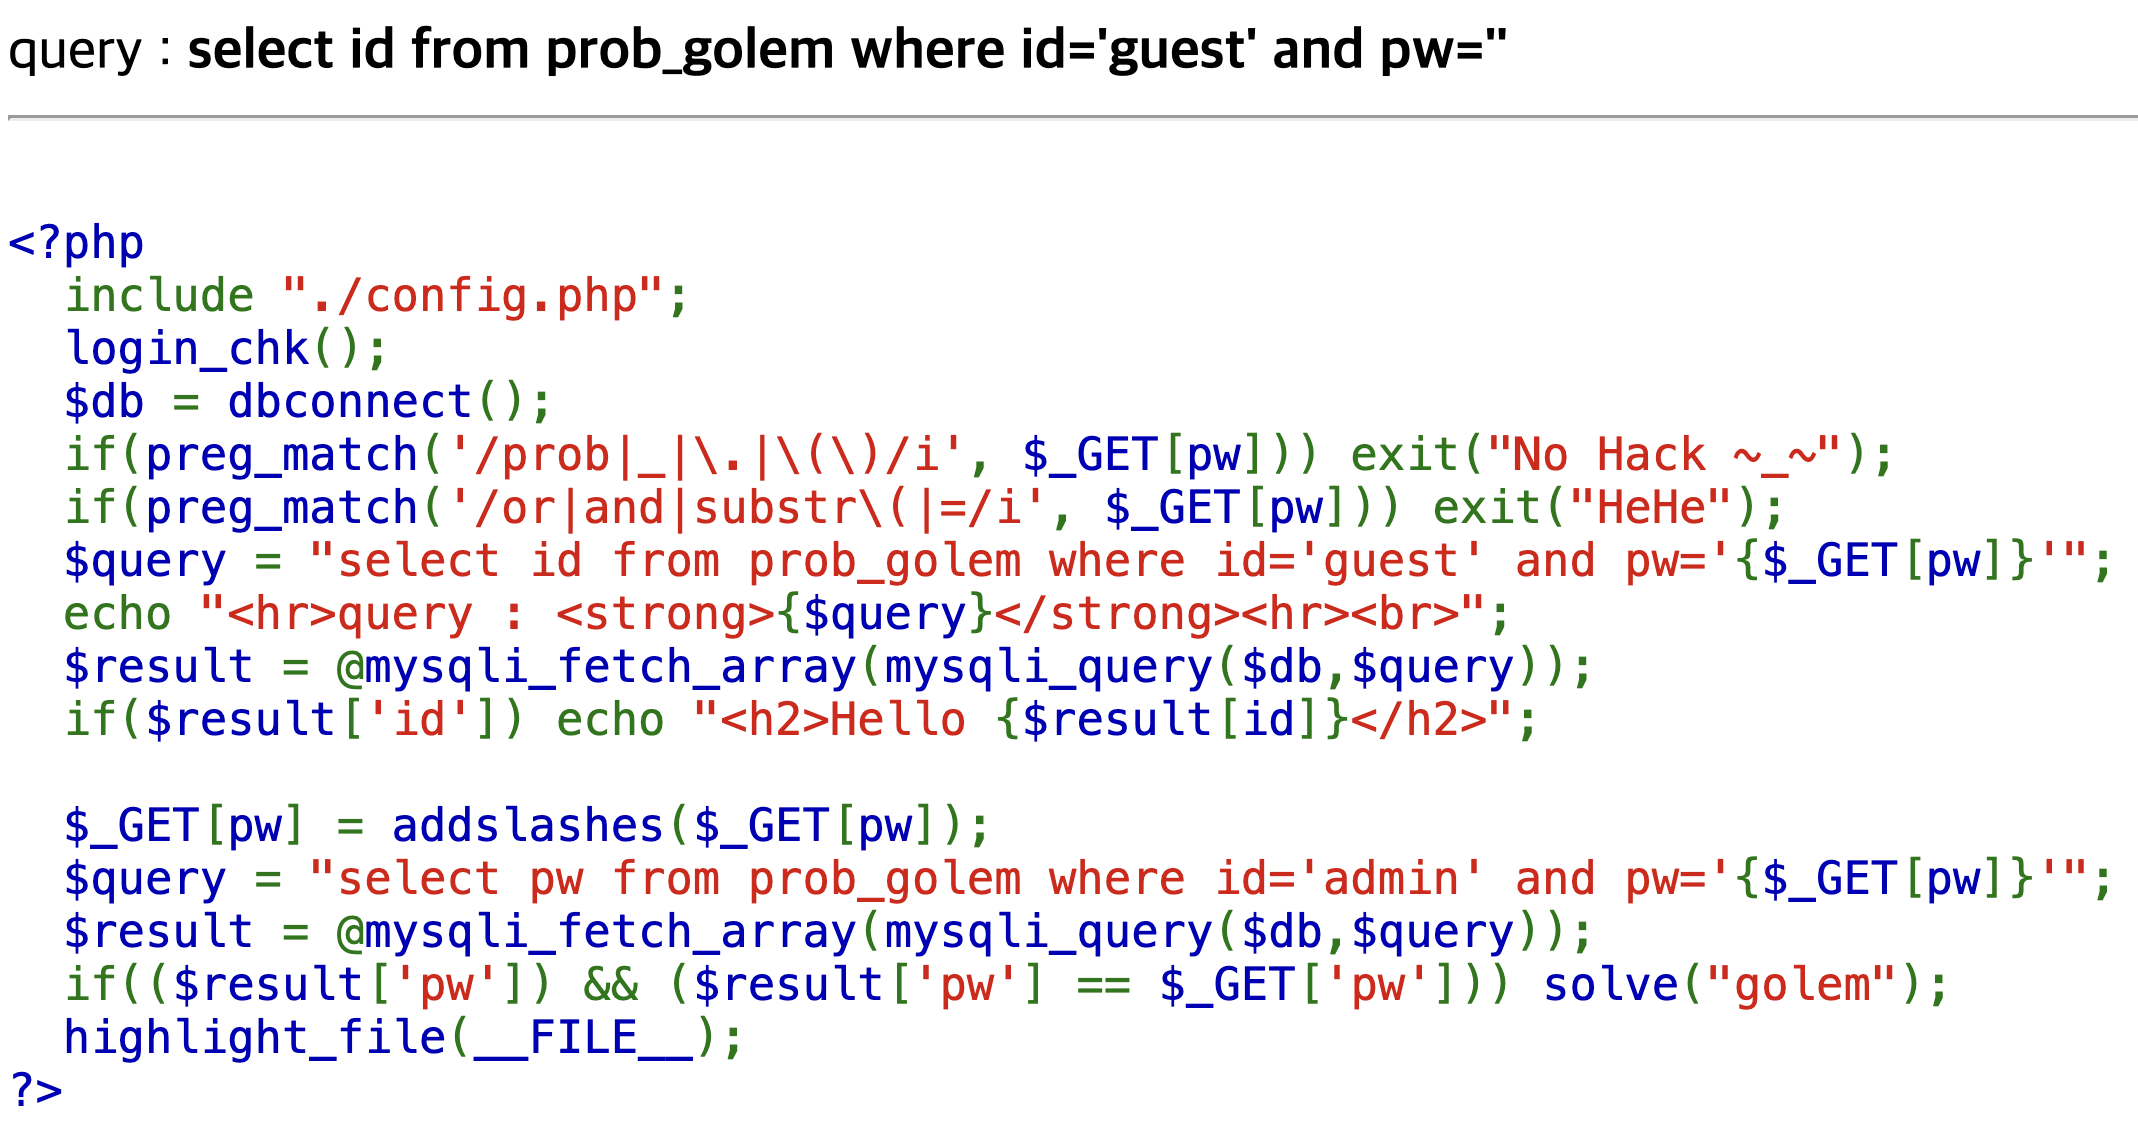 query : select id from prob_golem where id='guest' and pw=''
<?php
  include "./config.php";
  login_chk();
  $db = dbconnect();
  if(preg_match('/prob|_|\.|\(\)/i', $_GET[pw])) exit("No Hack ~_~");
  if(preg_match('/or|and|substr\(|=/i', $_GET[pw])) exit("HeHe");
  $query = "select id from prob_golem where id='guest' and pw='{$_GET[pw]}'";
  echo "<hr>query : <strong>{$query}</strong><hr><br>";
  $result = @mysqli_fetch_array(mysqli_query($db,$query));
  if($result['id']) echo "<h2>Hello {$result[id]}</h2>";
  $_GET[pw] = addslashes($_GET[pw]);
  $query = "select pw from prob_golem where id='admin' and pw='{$_GET[pw]}'";
  $result = @mysqli_fetch_array(mysqli_query($db,$query));
  if(($result['pw']) && ($result['pw'] == $_GET['pw'])) solve("golem");
  highlight_file(__FILE__);
?>